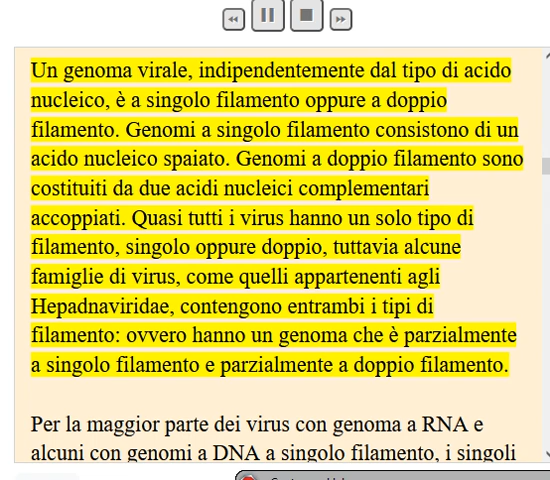 Un genoma virale, indipendentemente dal tipo di acido
nucleico, è a singolo filamento oppure a doppio
filamento. Genomi a singolo filamento consistono di un
acido nucleico spaiato. Genomi a doppio filamento sono
costituiti da due acidi nucleici complementari
accoppiati. Quasi tutti i virus hanno un solo tipo di
filamento, singolo oppure doppio, tuttavia alcune
famiglie di virus, come quelli appartenenti agli
Hepadnaviridae, contengono entrambi i tipi di
filamento: ovvero hanno un genoma che è parzialmente
a singolo filamento e parzialmente a doppio filamento.
Per la maggior parte dei virus con genoma a RNA e
alcuni con genomi a DNA a singolo filamento, i singoli